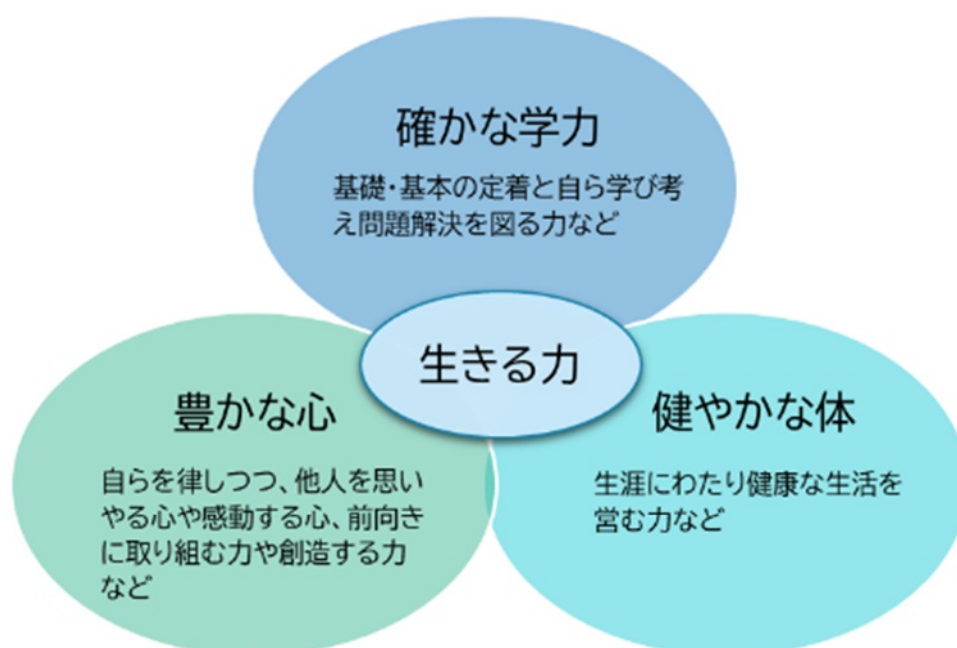 確かな学力
基礎・基本の定着と自ら学び考
え問題解決を図る力など
生きる力
豊かな心
自らを律しつつ、他人を思い
やる心や感動する心、前向き
に取り組む力や創造する力
など
健やかな体
生涯にわたり健康な生活を
営む力など